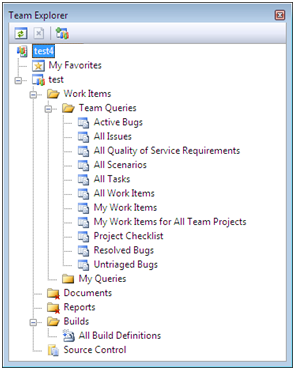 Team Explorer
test4
My Favorites
test
Work Items
Team Queries
Active Bugs
All Issues
All Quality of Service Requirements
All Scenarios
All Tasks
All Work Items
My Work Items
My Work Items for All Team Projects
Project Checklist
Resolved Bugs
Untriaged Bugs
My Queries
Documents
Reports
Builds
All Build Definitions
Source Control